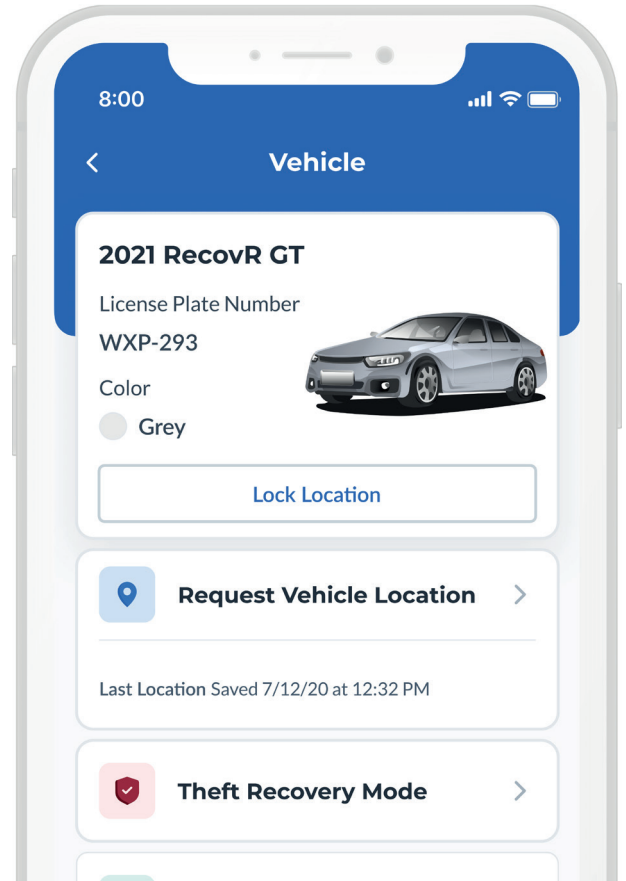 8:00
Vehicle
2021 RecovR GT
License Plate Number
WXP-293
Color
Grey
Lock Location
Request Vehicle Location
Last Location Saved 7/12/20 at 12:32 PM
Theft Recovery Mode